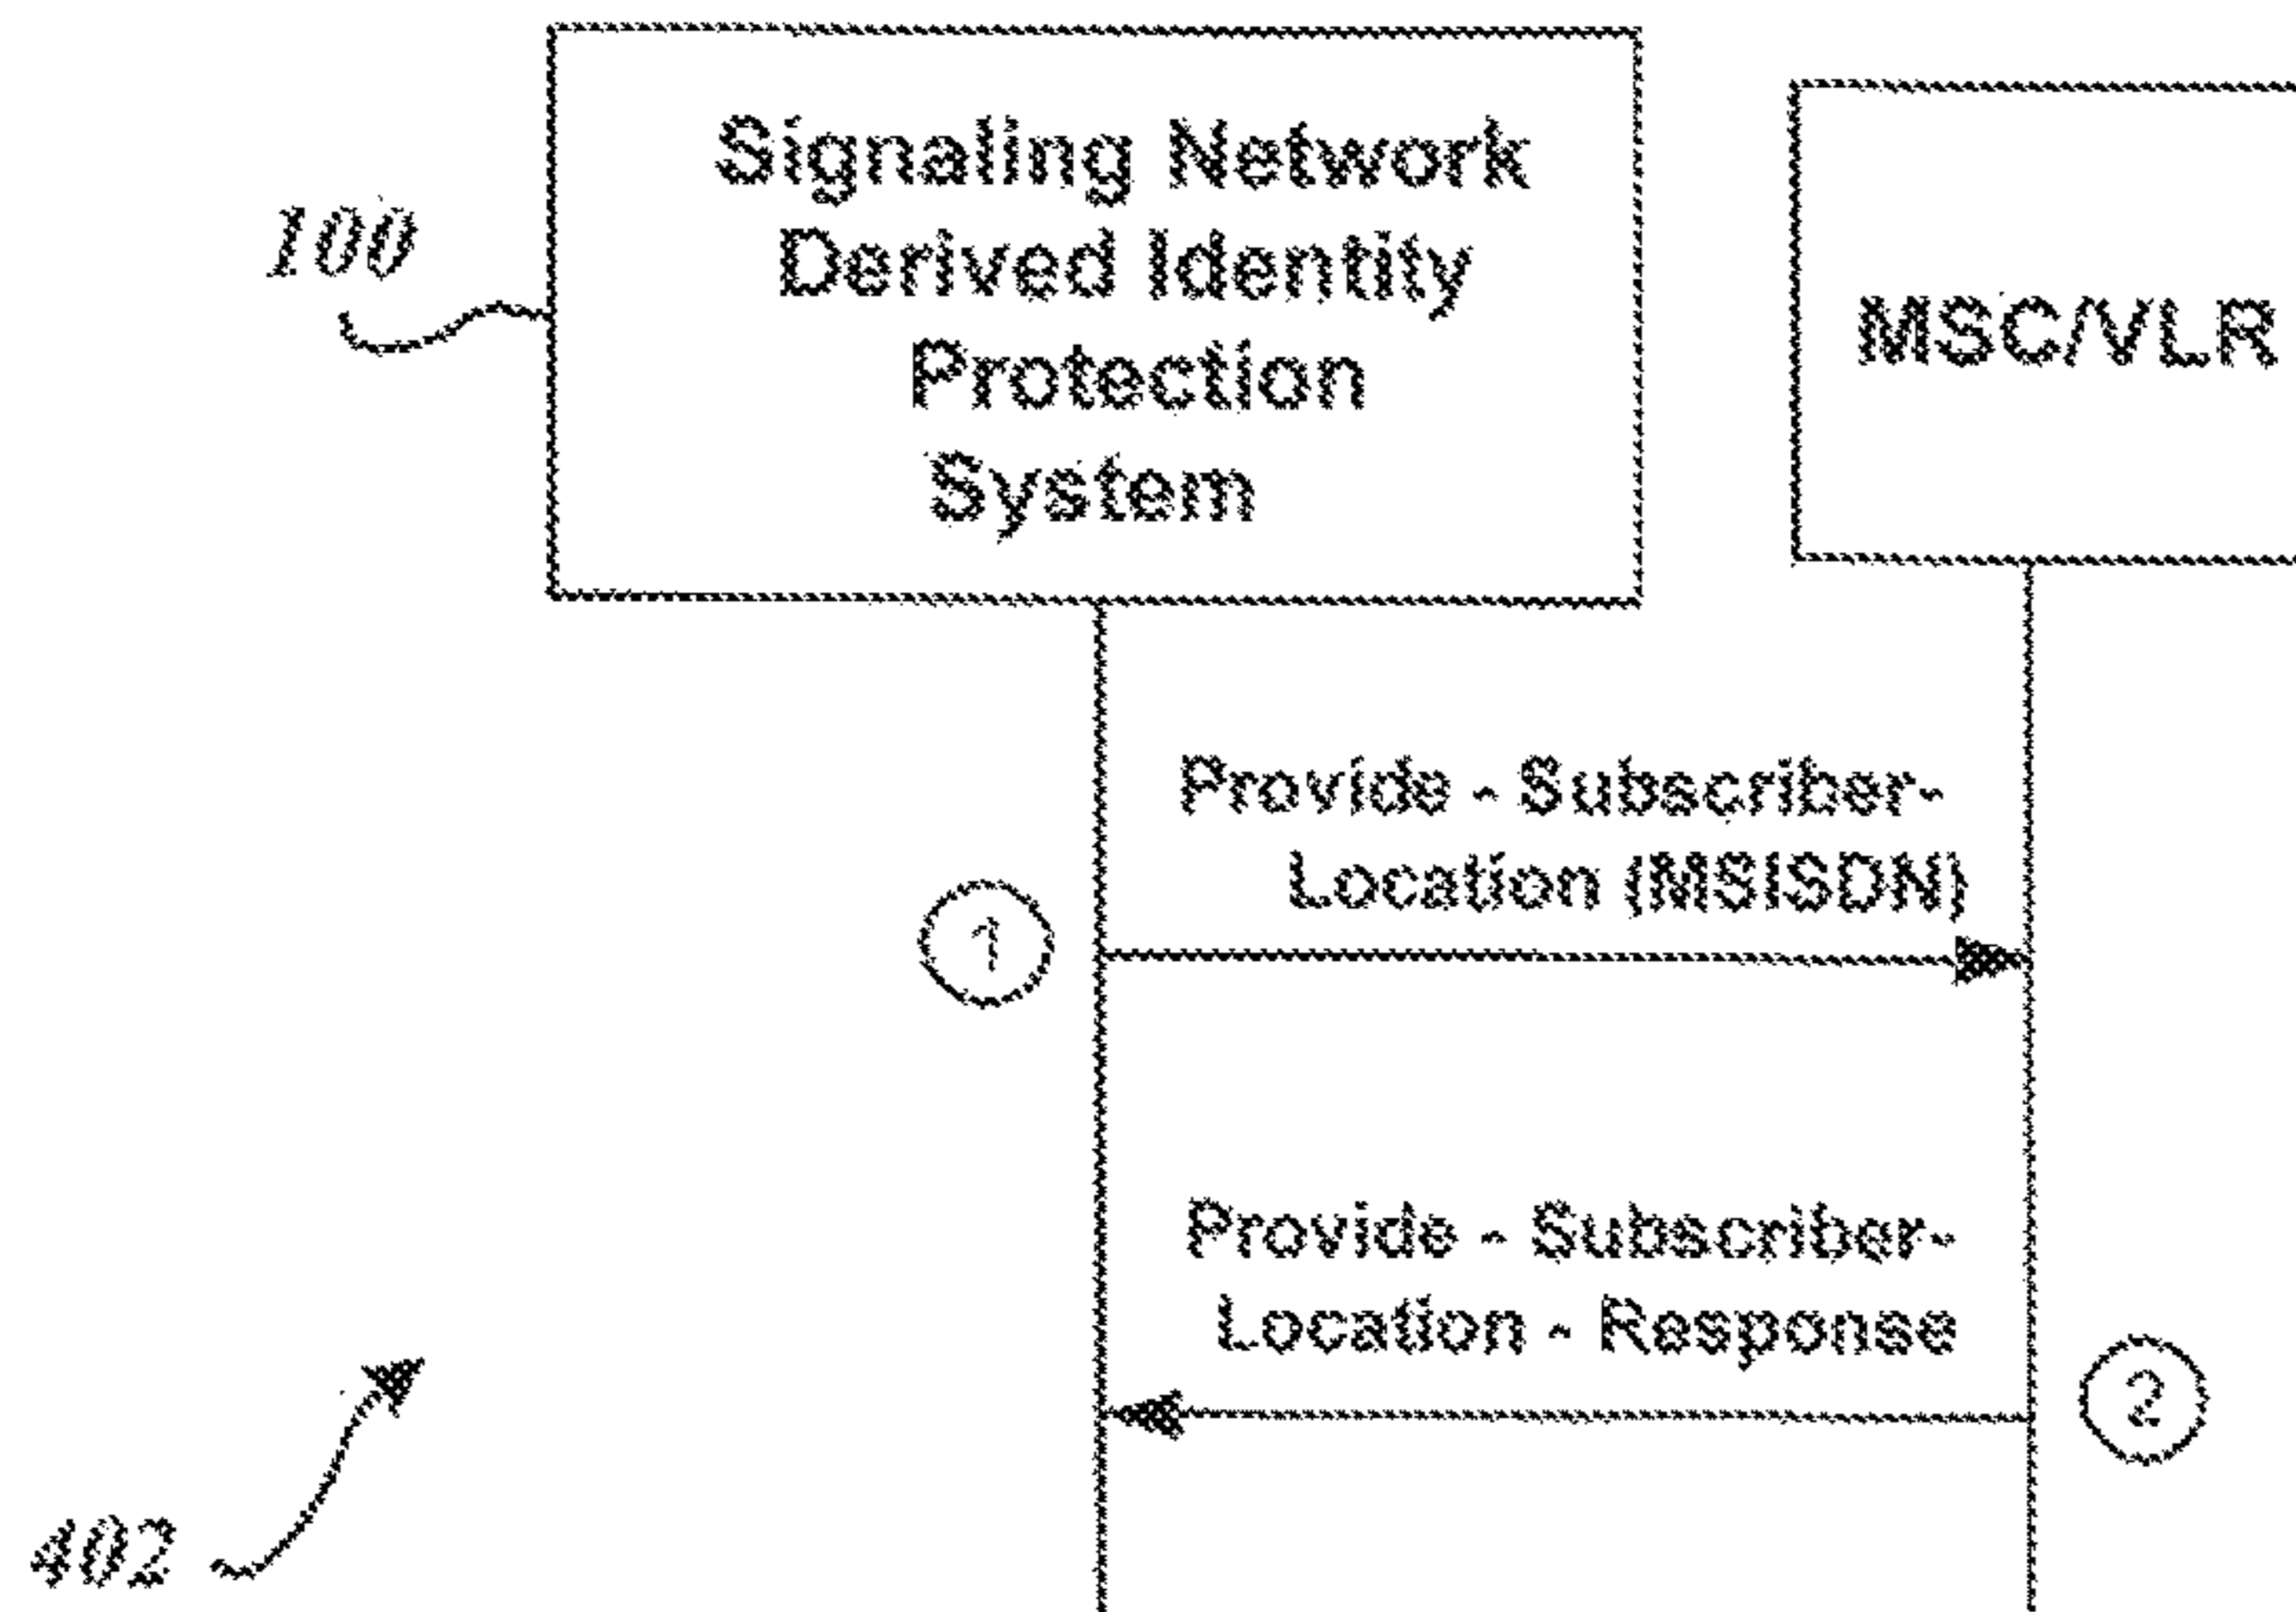 Signaling Network
Derived Identity
Protection
System
100
MSC/VLR
Provide - Subscriber-
Location (MSISDN)
1
Provide - Subscriber-
Location - Response
2
402